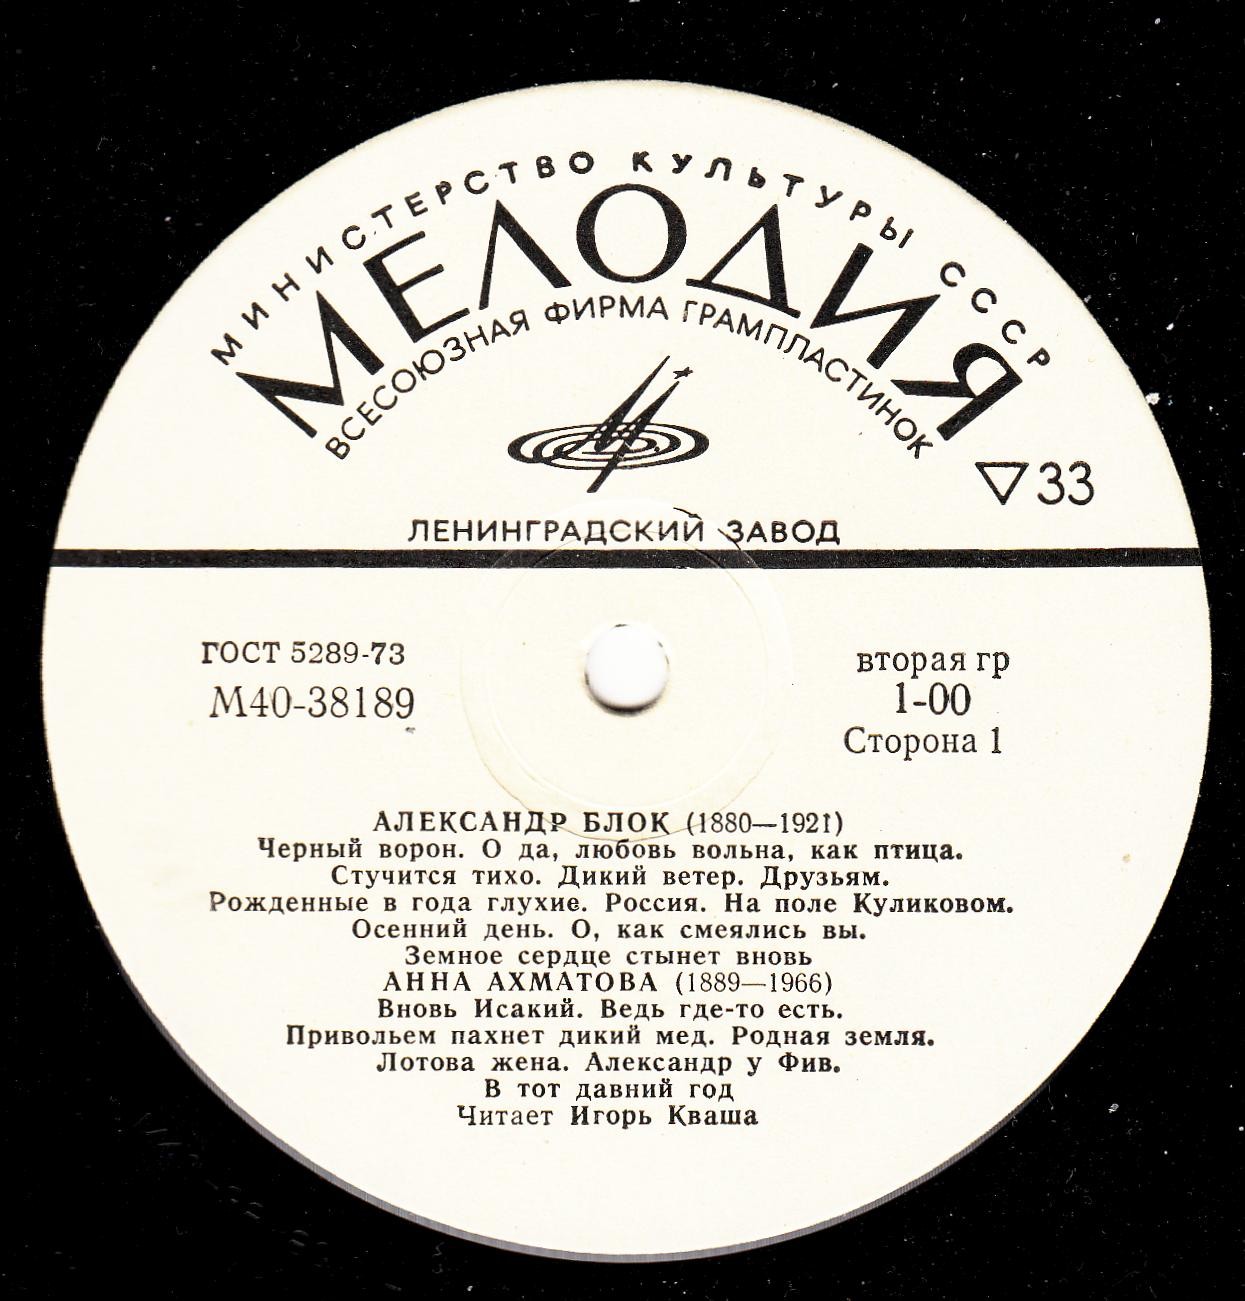 МИНИСТЕРСТВО КУЛЬТУРЫ СССР
МЕЛОДИЯ
ВСЕСОЮЗНАЯ ФИРМА ГРАМПЛАСТИНОК
33
ЛЕНИНГРАДСКИЙ ЗАВОД
ГОСТ 5289-73
М40-38189
вторая гр
1-00
Сторона 1
АЛЕКСАНДР БЛОК (1880—1921)
Черный ворон. О да, любовь вольна, как птица.
Стучится тихо. Дикий ветер. Друзьям.
Рожденные в года глухие. Россия. На поле Куликовом.
Осенний день. О, как смеялись вы.
Земное сердце стынет вновь
АННА АХМАТОВА (1889—1966)
Вновь Исакий. Ведь где-то есть.
Привольем пахнет дикий мед. Родная земля.
Лотова жена. Александр у Фив.
В тот давний год
Читает Игорь Кваша